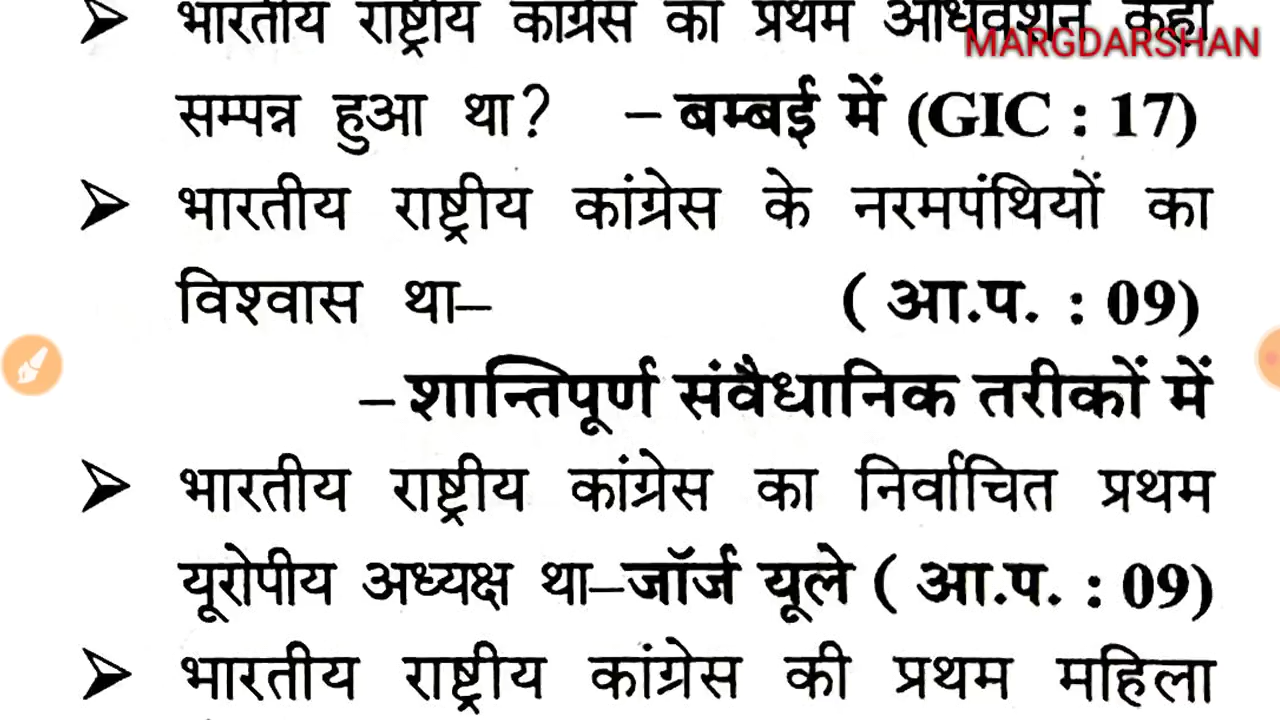 ➢ भारतीय राष्ट्रीय कांग्रेस का प्रथम अधिवेशन कहाँ
MARGDARSHAN
सम्पन्न हुआ था? –बम्बई में (GIC : 17)
➢ भारतीय राष्ट्रीय कांग्रेस के नरमपंथियों का
विश्वास था– ( आ.प. : 09)
–शान्तिपूर्ण संवैधानिक तरीकों में
➢ भारतीय राष्ट्रीय कांग्रेस का निर्वाचित प्रथम
यूरोपीय अध्यक्ष था–जॉर्ज यूले ( आ.प. : 09)
➢ भारतीय राष्ट्रीय कांग्रेस की प्रथम महिला